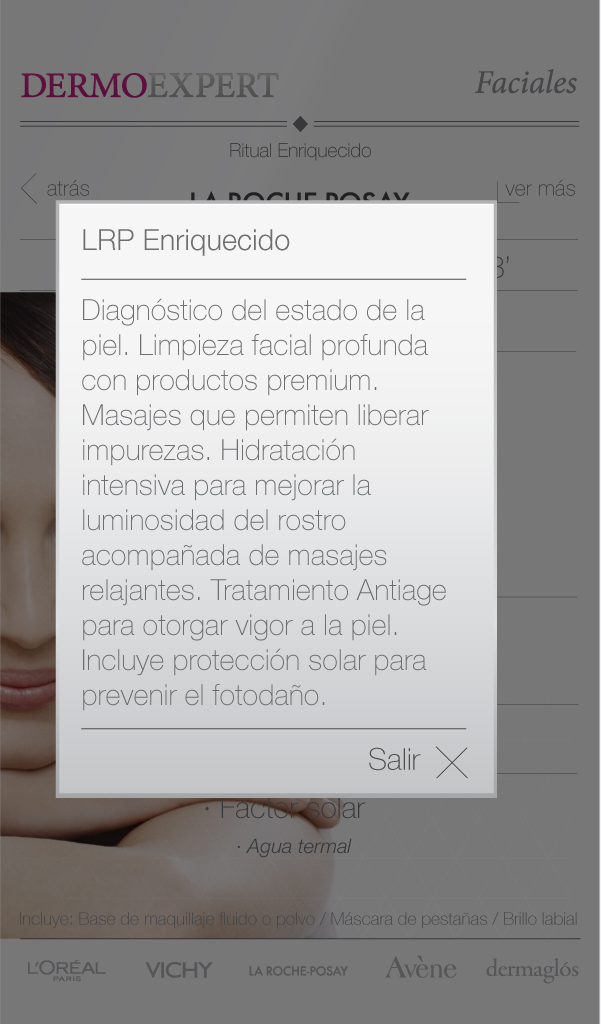 DERMOEXPERT
Faciales
Ritual Enriquecido
atrás
LA ROCHE-POSAY
ver más
LRP Enriquecido
Diagnóstico del estado de la
piel. Limpieza facial profunda
con productos premium.
Masajes que permiten liberar
impurezas. Hidratación
intensiva para mejorar la
luminosidad del rostro
acompañada de masajes
relajantes. Tratamiento Antiage
para otorgar vigor a la piel.
Incluye protección solar para
prevenir el fotodaño.
Salir
· Factor solar
· Agua termal
Incluye: Base de maquillaje fluido o polvo / Máscara de pestañas / Brillo labial
L'ORÉAL
PARIS
VICHY
LA ROCHE-POSAY
Avène
dermaglós